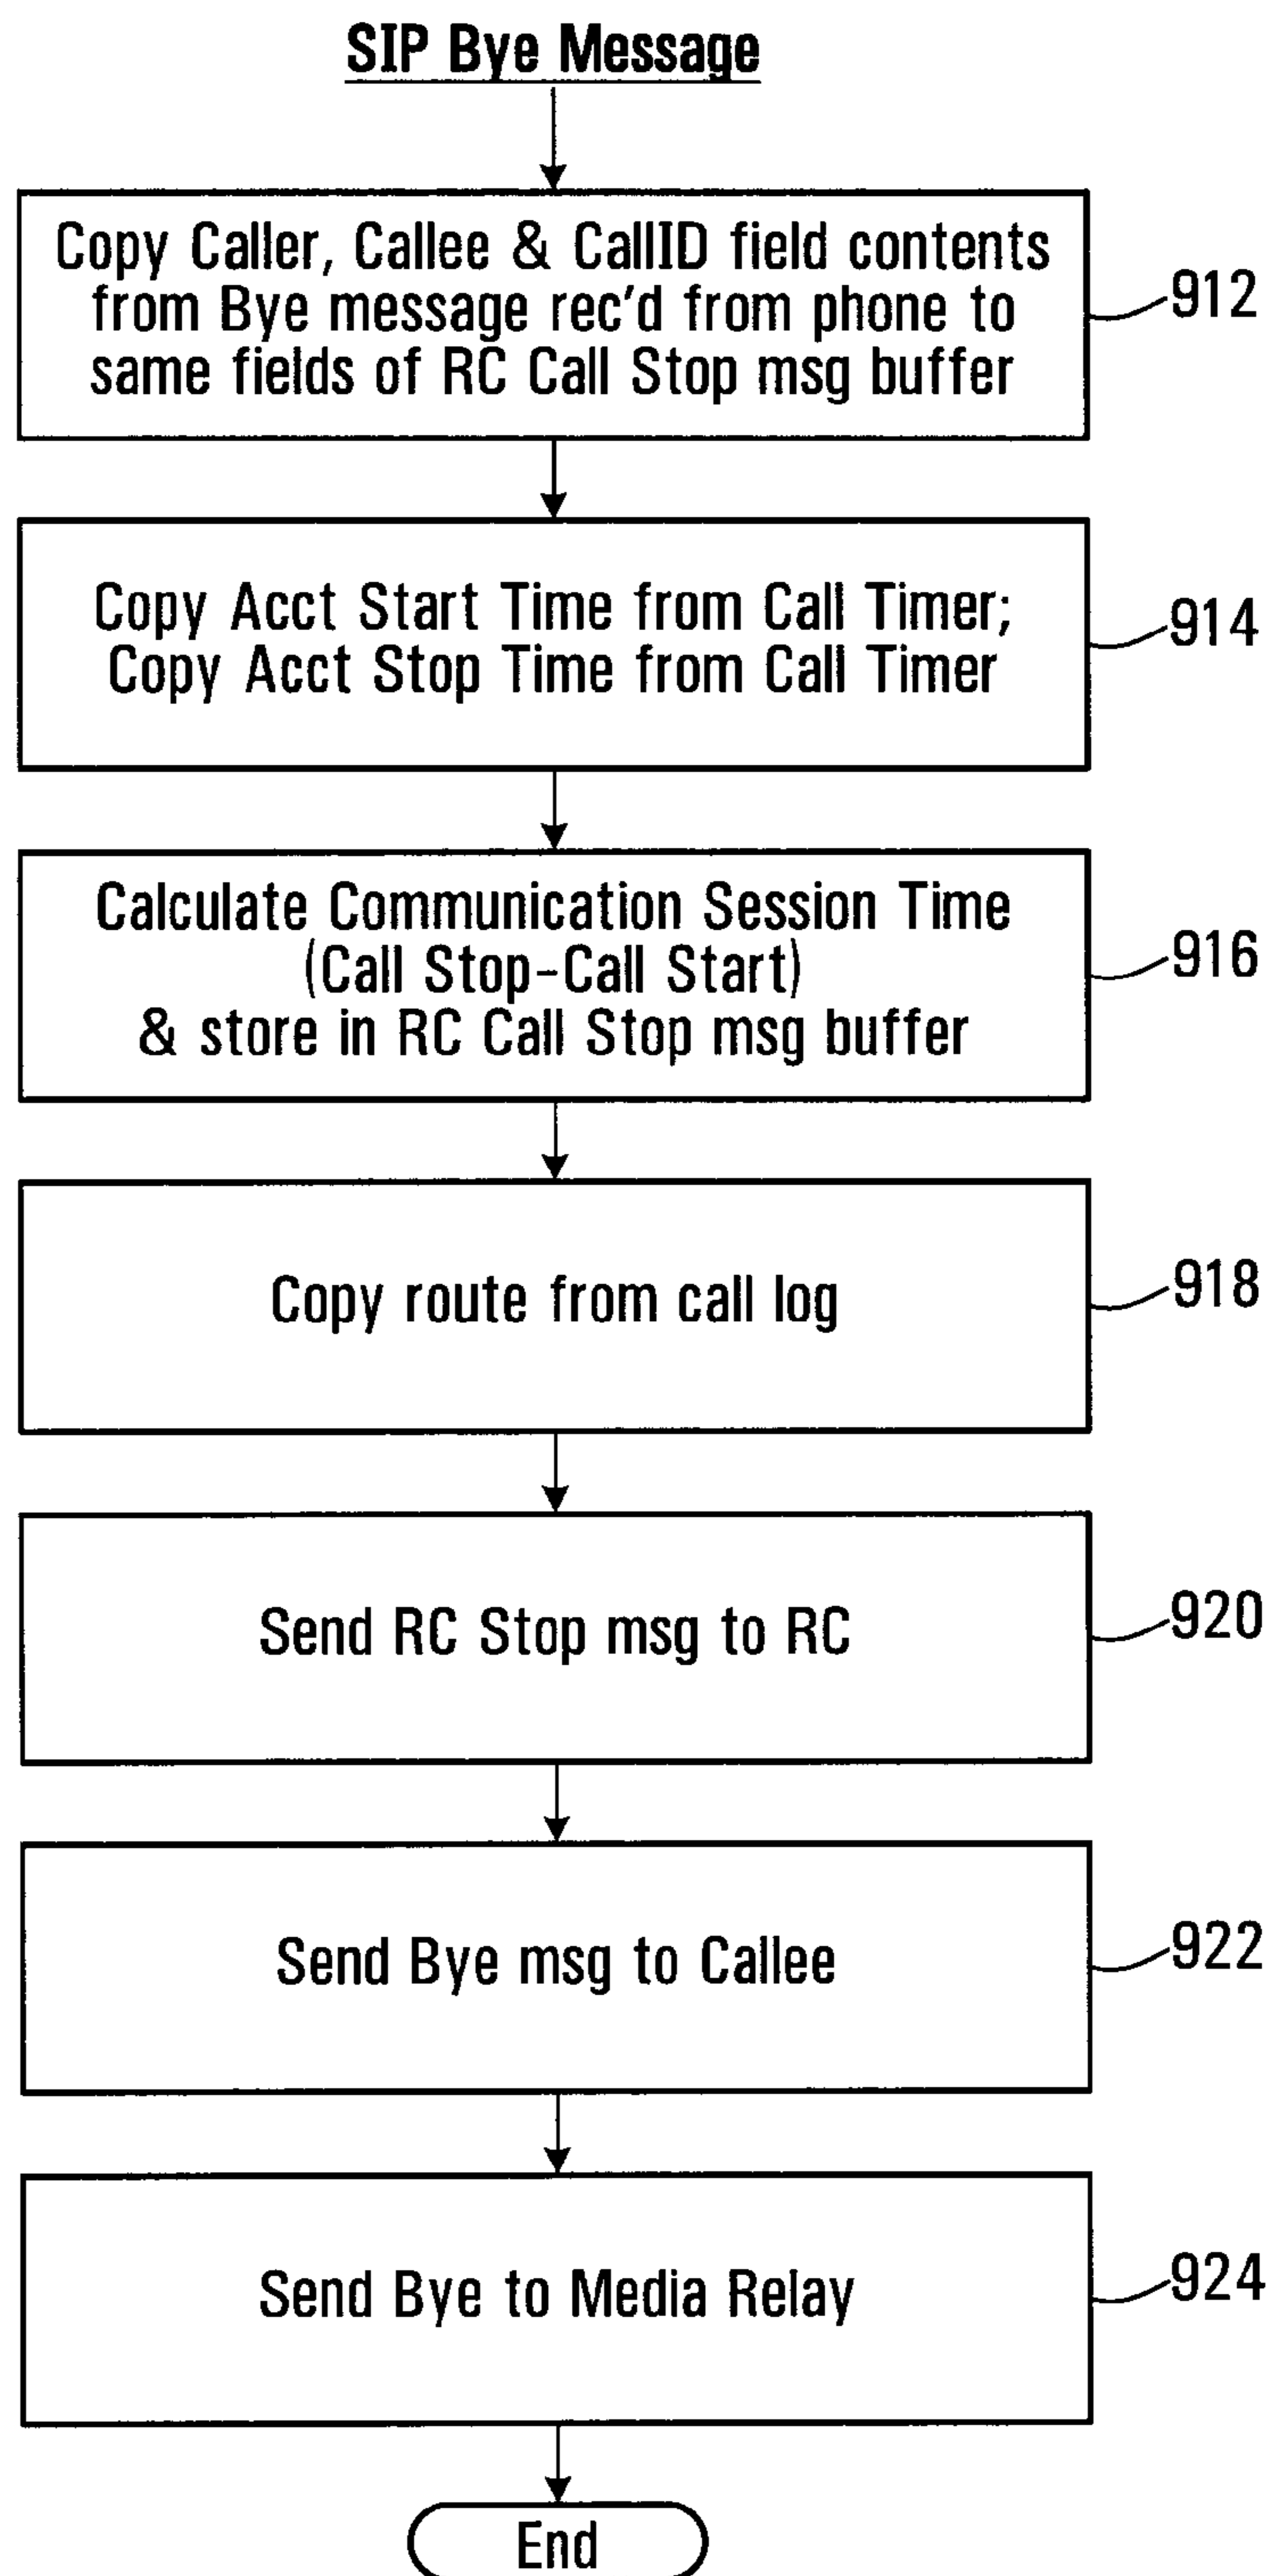 SIP Bye Message
Copy Caller, Callee & CallID field contents
from Bye message rec'd from phone to
same fields of RC Call Stop msg buffer
912
Copy Acct Start Time from Call Timer;
Copy Acct Stop Time from Call Timer
914
Calculate Communication Session Time
(Call Stop-Call Start)
& store in RC Call Stop msg buffer
916
Copy route from call log
918
Send RC Stop msg to RC
920
Send Bye msg to Callee
922
Send Bye to Media Relay
924
End